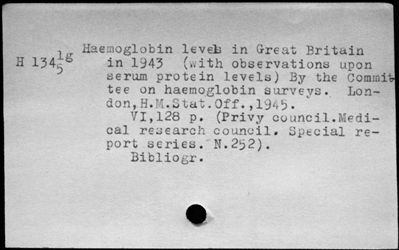 Haemoglobin levels in Great Britain
H 134 1g/5 in 1943 (with observations upon
serum protein levels) By the Commit-
tee on haemoglobin surveys. Lon-
don,H.M.Stat.Off.,1945.
VI,128 p. (Privy council.Medi-
cal research council. Special re-
port series. N.252).
Bibliogr.